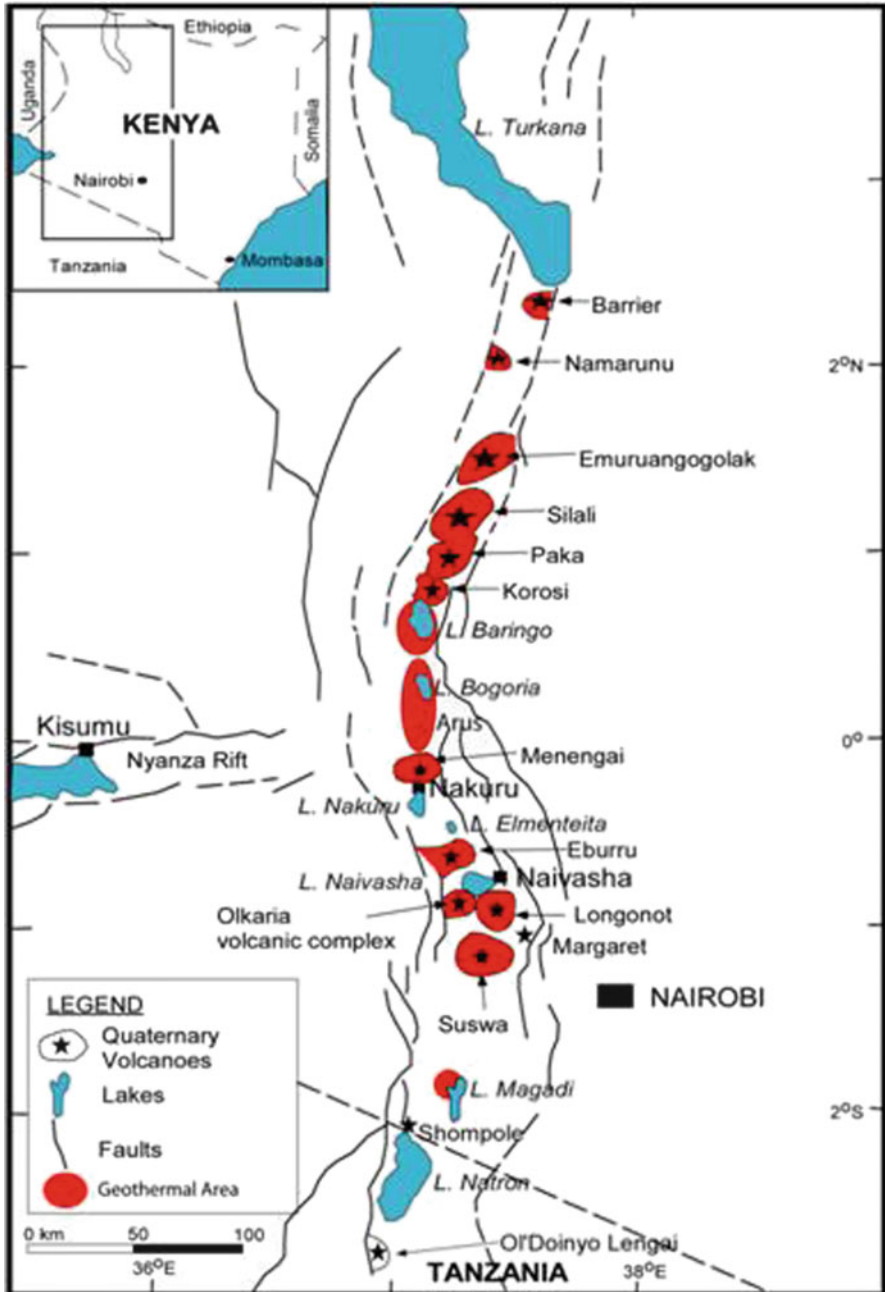 Ethiopia
Uganda
KENYA
Somalia
Nairobi
Tanzania
Mombasa
L. Turkana
Barrier
Namarunu
2°N
Emuruangogolak
Silali
Paka
Korosi
L. Baringo
L. Bogoria
Arus
Kisumu
Nyanza Rift
0°
Menengai
Nakuru
L. Nakuru
L. Elmenteita
Eburru
L. Naivasha
Naivasha
Olkaria
volcanic complex
Longonot
Margaret
NAIROBI
Suswa
LEGEND
Quaternary
Volcanoes
Lakes
Faults
Geothermal Area
0 km 50 100
L. Magadi
2°S
Shompole
L. Natron
Ol'Doinyo Lengai
TANZANIA
36°E
38°E